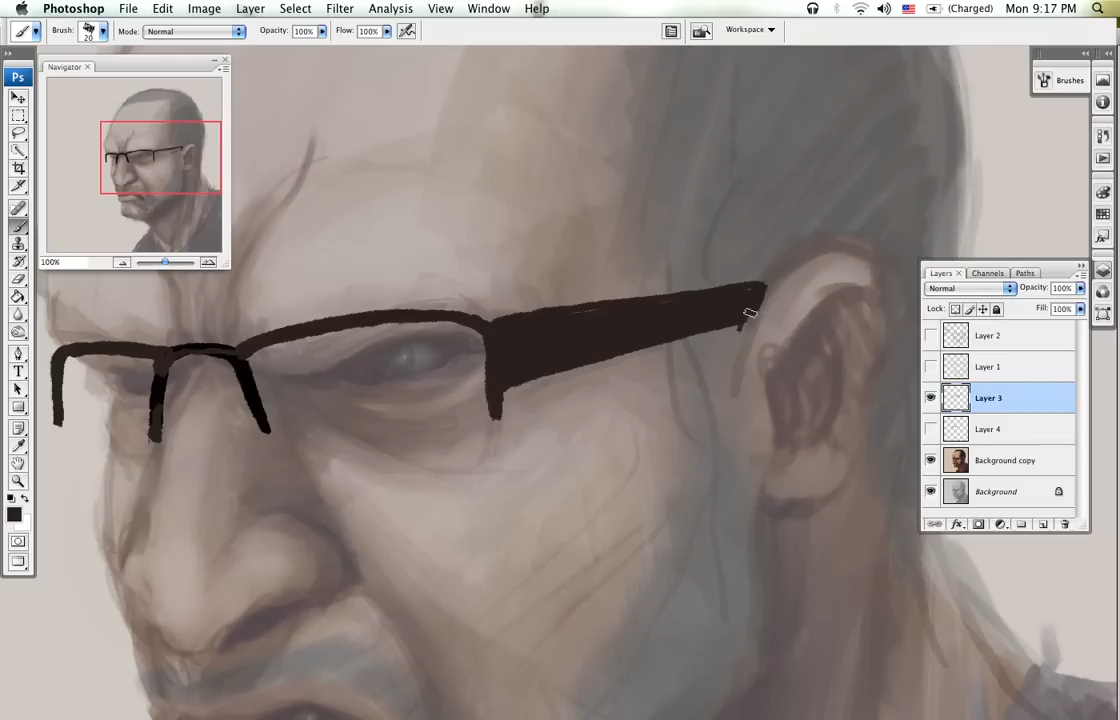 Photoshop File Edit Image Layer Select Filter Analysis View Window Help (Charged) Mon 9:17 PM
Brush: 20 Mode: Normal Opacity: 100% Flow: 100% Workspace
Navigator
100%
Ps
T
Brushes
Layers Channels Paths
Normal Opacity: 100%
Lock: Fill: 100%
Layer 2
Layer 1
Layer 3
Layer 4
Background copy
Background
fx